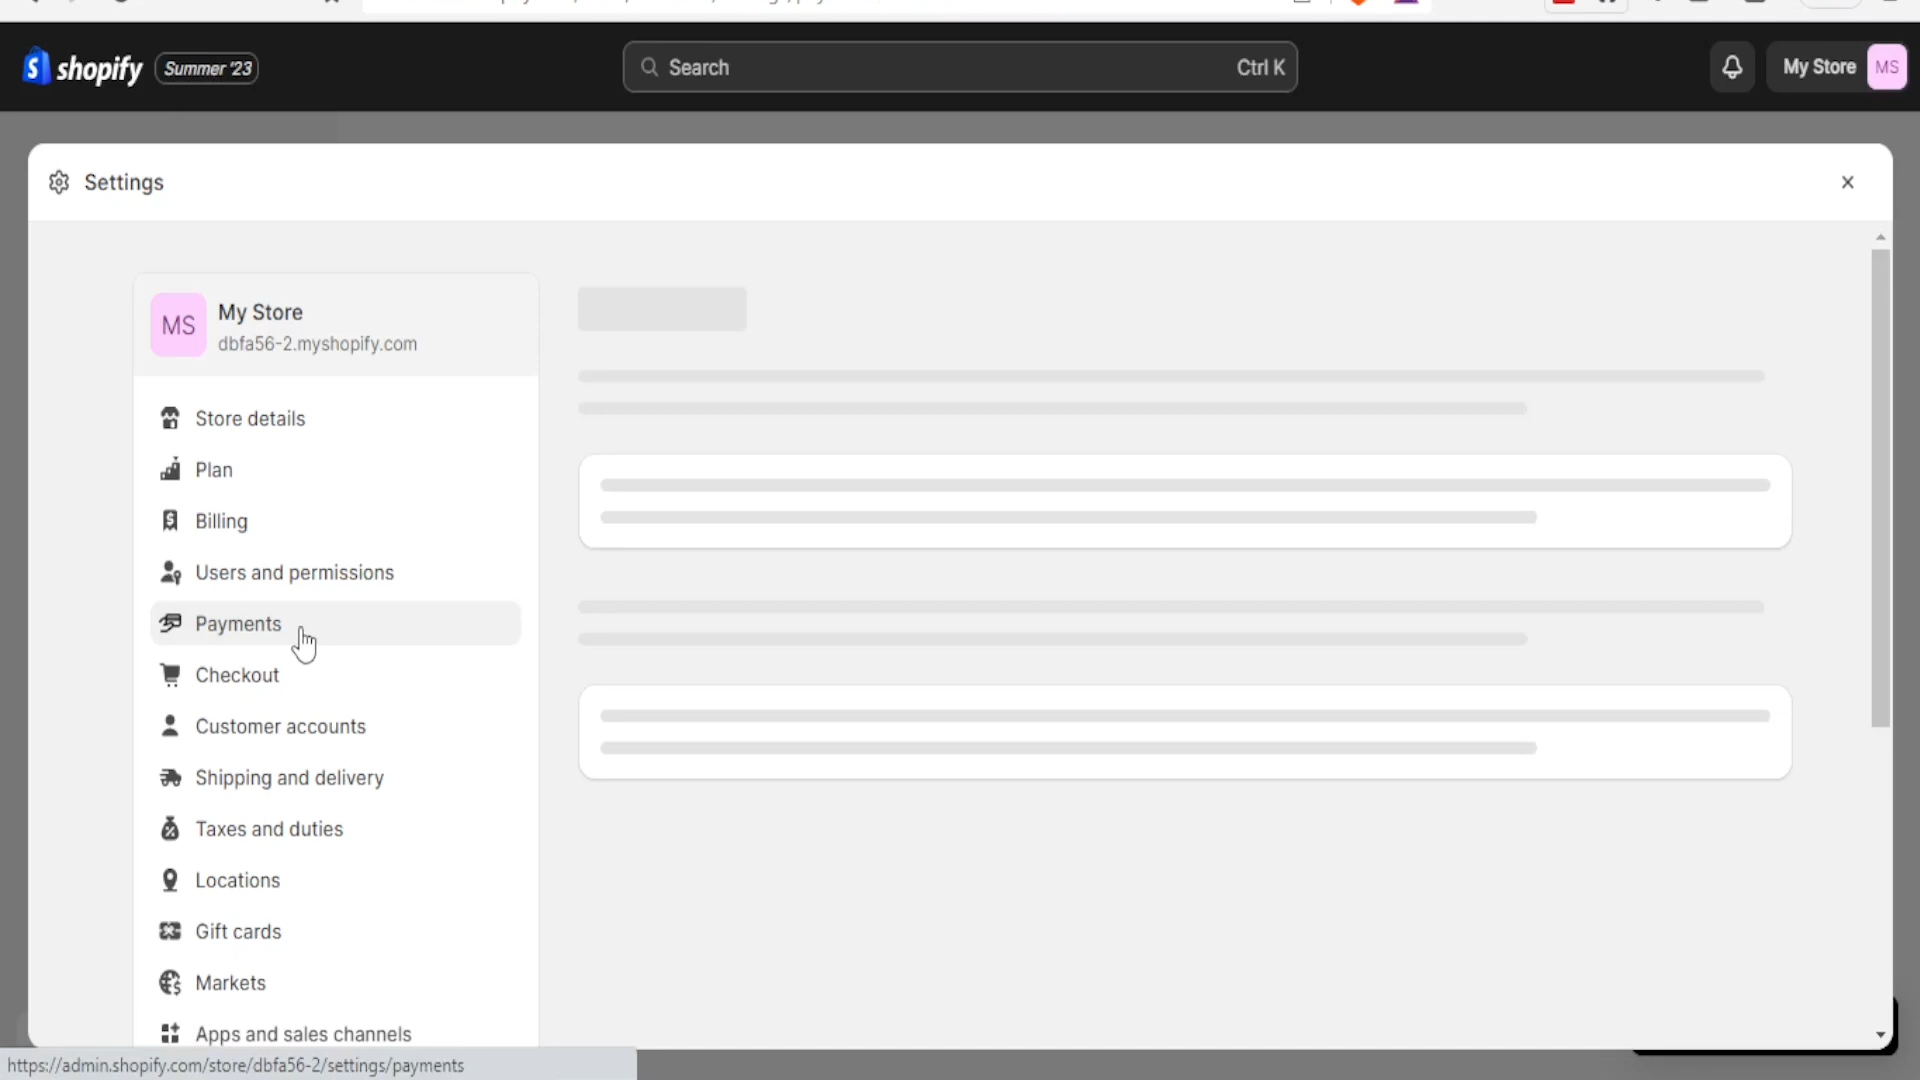 shopify
Summer '23
Search
Ctrl K
My Store
MS
Settings
MS
My Store
dbfa56-2.myshopify.com
Store details
Plan
Billing
Users and permissions
Payments
Checkout
Customer accounts
Shipping and delivery
Taxes and duties
Locations
Gift cards
Markets
Apps and sales channels
https://admin.shopify.com/store/dbfa56-2/settings/payments